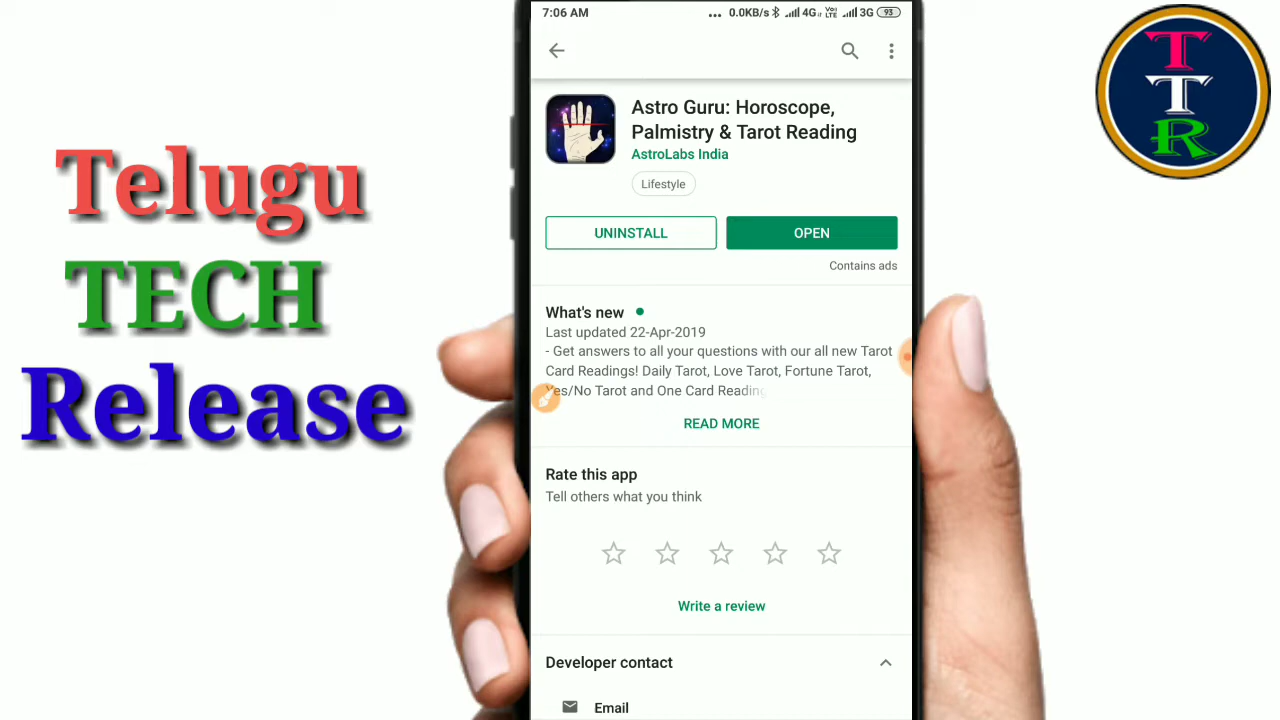 Telugu
TECH
Release
7:06 AM
... 0.0KB/s 4G VoLTE 3G 93
Astro Guru: Horoscope,
Palmistry & Tarot Reading
AstroLabs India
Lifestyle
UNINSTALL
OPEN
Contains ads
What's new
Last updated 22-Apr-2019
- Get answers to all your questions with our all new Tarot
Card Readings! Daily Tarot, Love Tarot, Fortune Tarot,
Yes/No Tarot and One Card Reading
READ MORE
Rate this app
Tell others what you think
Write a review
Developer contact
Email
T
T
R